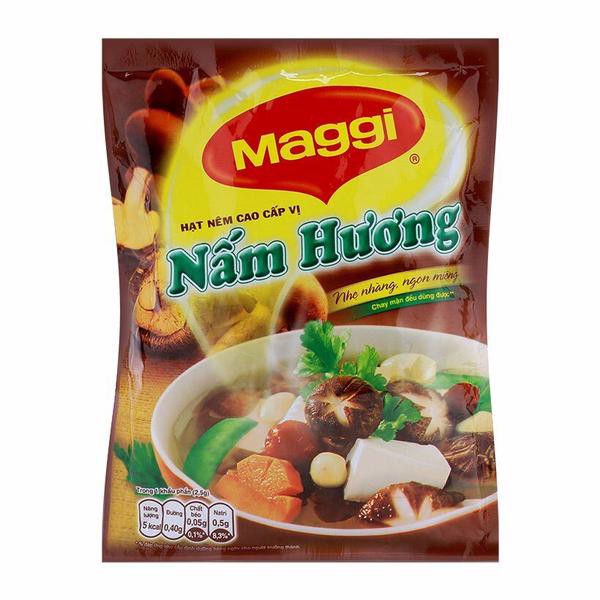 Maggi
®
HẠT NÊM CAO CẤP VỊ
Nấm Hương
Nhẹ nhàng, ngon miệng
Chay mặn đều dùng được
Trong 1 khẩu phần (2,5g)
Năng lượng 5 kcal
Đường 0,40g
Chất béo 0,05g 0,1%*
Natri 0,5g 8,3%*